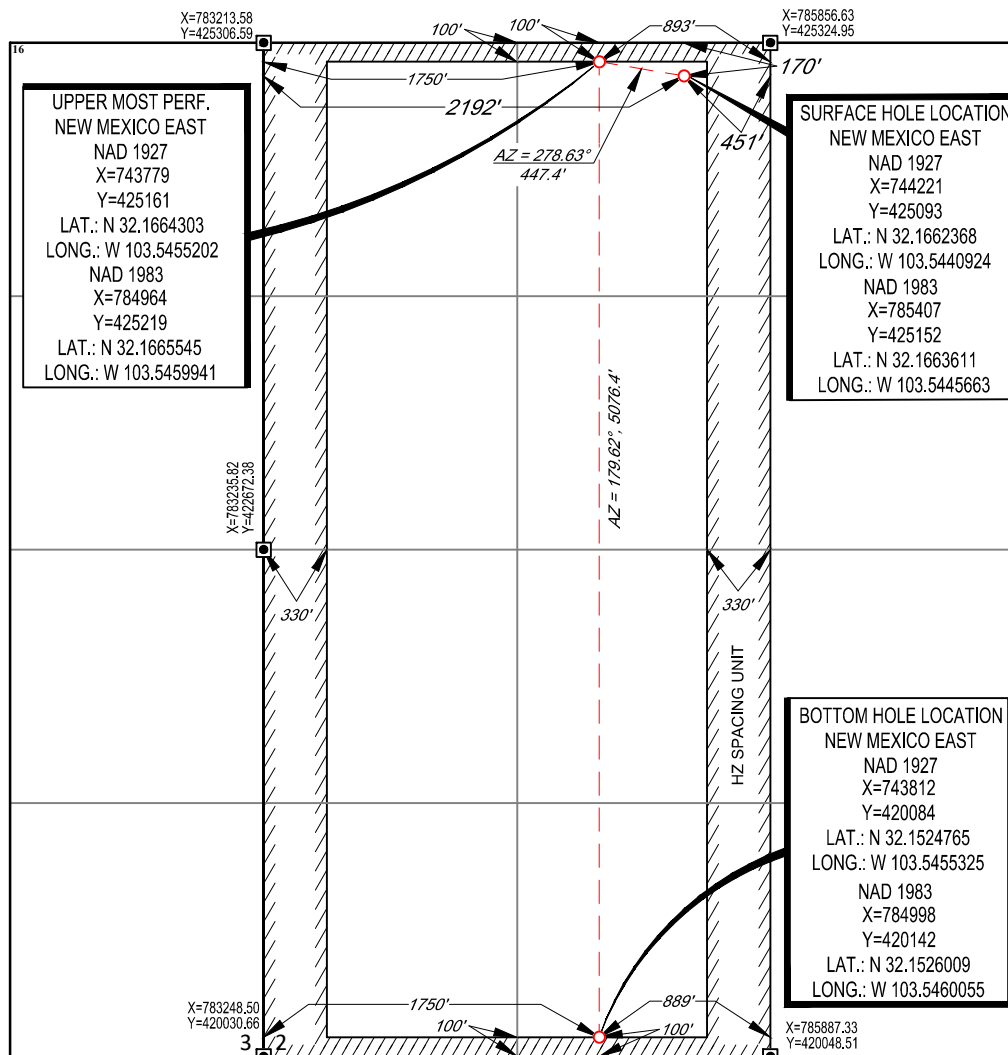 X=783213.58
Y=425306.59
X=785856.63
Y=425324.95
16
100'
100'
893'
1750'
170'
2192'
451'
AZ = 278.63°
447.4'
UPPER MOST PERF.
NEW MEXICO EAST
NAD 1927
X=743779
Y=425161
LAT.: N 32.1664303
LONG.: W 103.5455202
NAD 1983
X=784964
Y=425219
LAT.: N 32.1665545
LONG.: W 103.5459941
SURFACE HOLE LOCATION
NEW MEXICO EAST
NAD 1927
X=744221
Y=425093
LAT.: N 32.1662368
LONG.: W 103.5440924
NAD 1983
X=785407
Y=425152
LAT.: N 32.1663611
LONG.: W 103.5445663
AZ = 179.62°, 5076.4'
X=783235.82
Y=422672.38
330'
330'
HZ SPACING UNIT
BOTTOM HOLE LOCATION
NEW MEXICO EAST
NAD 1927
X=743812
Y=420084
LAT.: N 32.1524765
LONG.: W 103.5455325
NAD 1983
X=784998
Y=420142
LAT.: N 32.1526009
LONG.: W 103.5460055
X=783248.50
Y=420030.66
1750'
889'
100'
100'
3 2
X=785887.33
Y=420048.51